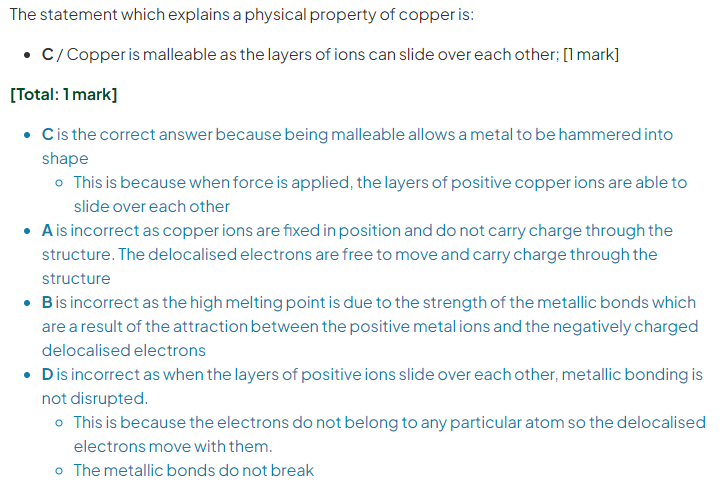 The statement which explains a physical property of copper is:
• C / Copper is malleable as the layers of ions can slide over each other; [1 mark]
[Total: 1 mark]
• C is the correct answer because being malleable allows a metal to be hammered into
shape
◦ This is because when force is applied, the layers of positive copper ions are able to
slide over each other
• A is incorrect as copper ions are fixed in position and do not carry charge through the
structure. The delocalised electrons are free to move and carry charge through the
structure
• B is incorrect as the high melting point is due to the strength of the metallic bonds which
are a result of the attraction between the positive metal ions and the negatively charged
delocalised electrons
• D is incorrect as when the layers of positive ions slide over each other, metallic bonding is
not disrupted.
◦ This is because the electrons do not belong to any particular atom so the delocalised
electrons move with them.
◦ The metallic bonds do not break